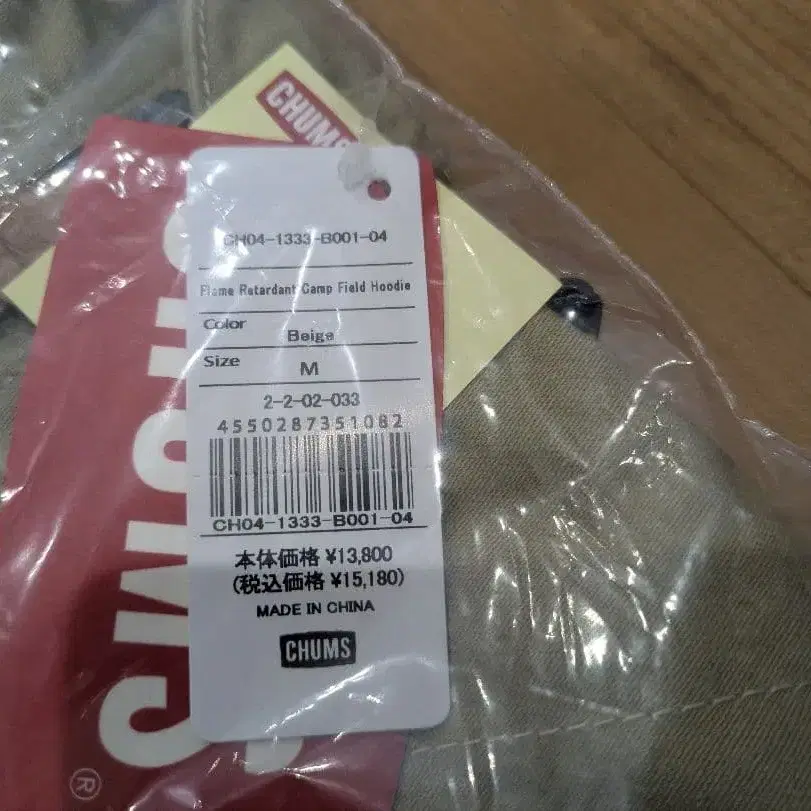 CHUMS
CH04-1333-B001-04
Flame Retardant Camp Field Hoodie
Color
Beige
Size
M
2-2-02-033
4550287351082
CH04-1333-B001-04
本体価格 ¥13,800
(税込価格 ¥15,180)
MADE IN CHINA
CHUMS
CHUMS
®